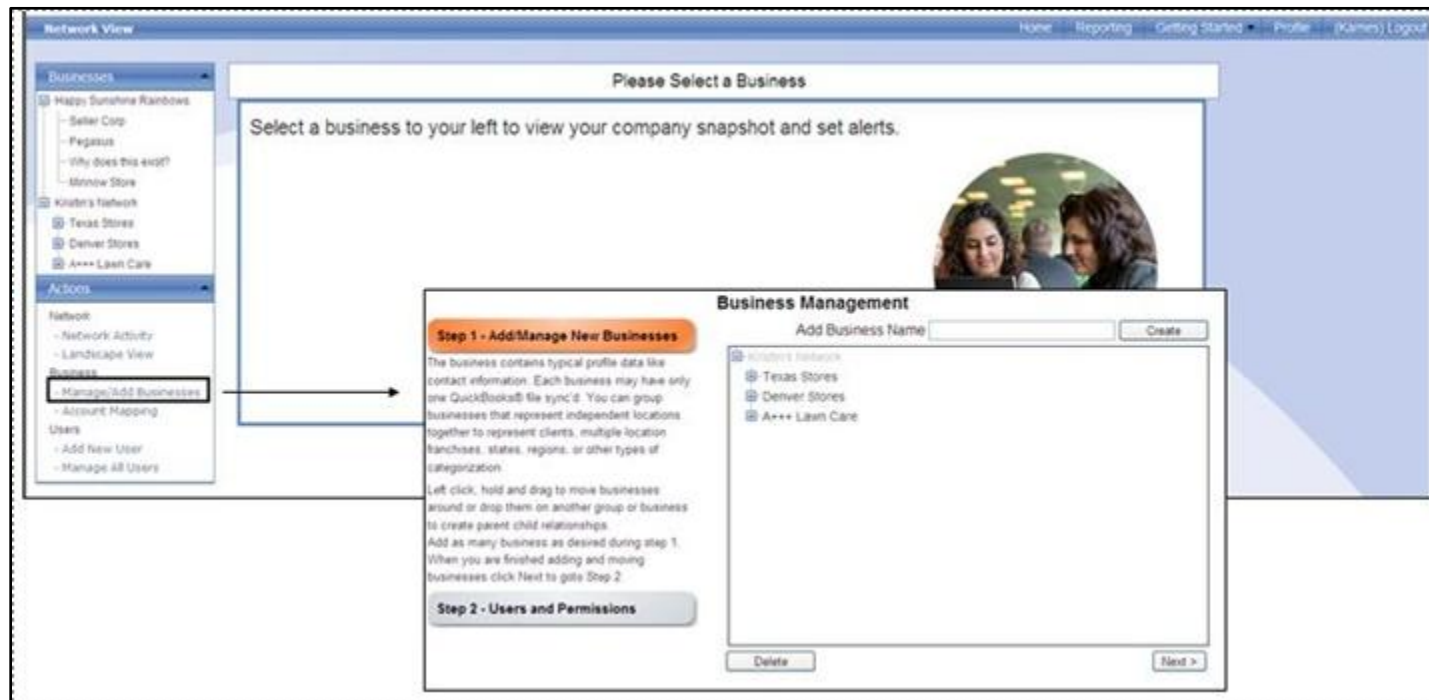 Network View
Home Reporting Getting Started Profile (Karnes) Logout
Businesses
Happy Sunshine Rainbows
Seller Corp
Pegasus
Why does this exist?
Minnow Store
Kristin's Network
Texas Stores
Denver Stores
A+++ Lawn Care
Actions
Network
- Network Activity
- Landscape View
Business
- Manage/Add Businesses
- Account Mapping
Users
- Add New User
- Manage All Users
Please Select a Business
Select a business to your left to view your company snapshot and set alerts.
Business Management
Step 1 - Add/Manage New Businesses
The business contains typical profile data like
contact information. Each business may have only
one QuickBooks® file sync'd. You can group
businesses that represent independent locations
together to represent clients, multiple location
franchises, states, regions, or other types of
categorization
Left click, hold and drag to move businesses
around or drop them on another group or business
to create parent child relationships.
Add as many business as desired during step 1.
When you are finished adding and moving
businesses click Next to goto Step 2
Step 2 - Users and Permissions
Add Business Name
Create
Kristin's Network
Texas Stores
Denver Stores
A+++ Lawn Care
Delete
Next >